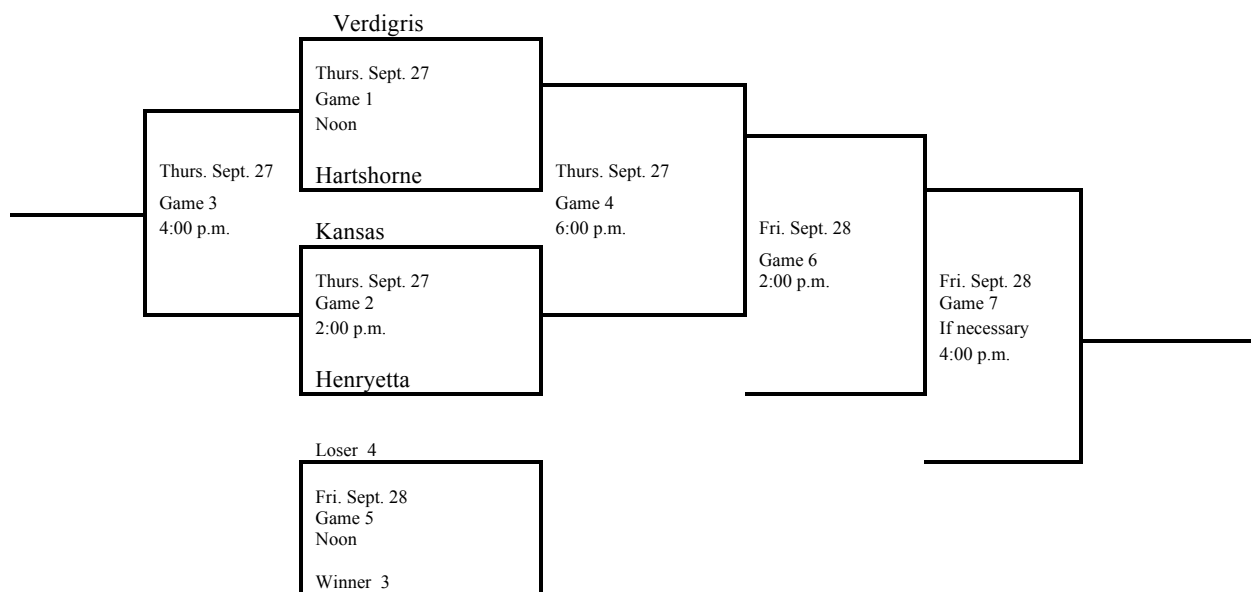 Verdigris
Thurs. Sept. 27
Game 1
Noon
Hartshorne
Thurs. Sept. 27
Game 3
4:00 p.m.
Kansas
Thurs. Sept. 27
Game 2
2:00 p.m.
Henryetta
Thurs. Sept. 27
Game 4
6:00 p.m.
Fri. Sept. 28
Game 6
2:00 p.m.
Fri. Sept. 28
Game 7
If necessary
4:00 p.m.
Loser 4
Fri. Sept. 28
Game 5
Noon
Winner 3